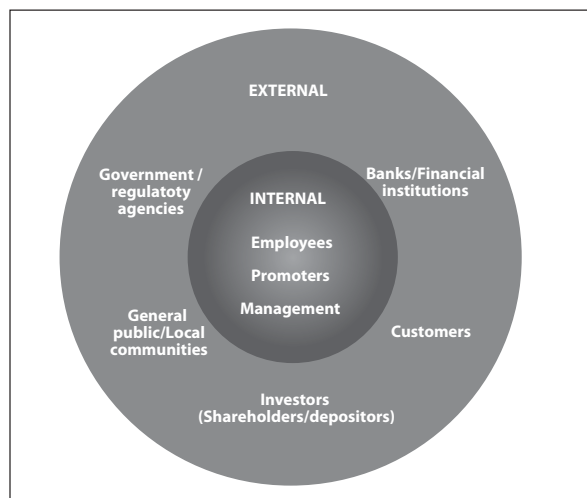 EXTERNAL
Government /
regulatoty
agencies
Banks/Financial
institutions
INTERNAL
Employees
Promoters
Management
General
public/Local
communities
Customers
Investors
(Shareholders/depositors)